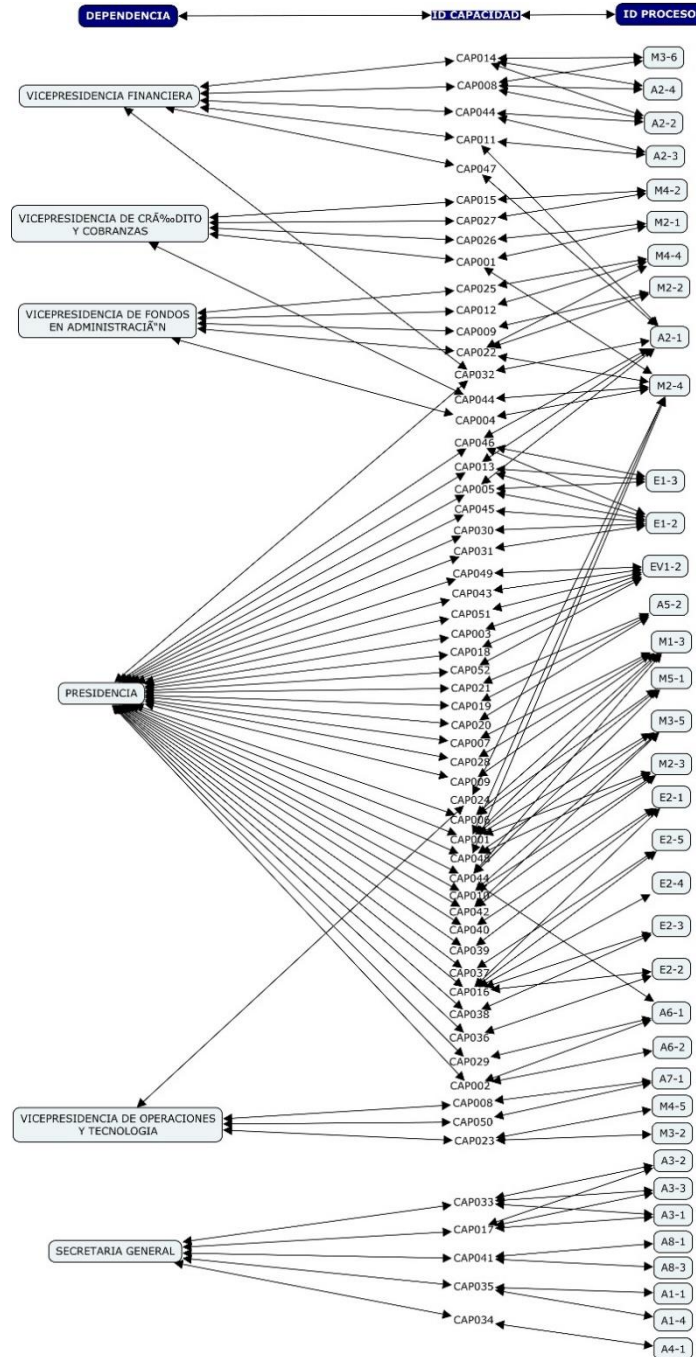 DEPENDENCIA
ID CAPACIDAD
ID PROCESO
VICEPRESIDENCIA FINANCIERA
VICEPRESIDENCIA DE CRÃ‰DITO
Y COBRANZAS
VICEPRESIDENCIA DE FONDOS
EN ADMINISTRACIÃ"N
PRESIDENCIA
VICEPRESIDENCIA DE OPERACIONES
Y TECNOLOGIA
SECRETARIA GENERAL
CAP014
CAP008
CAP044
CAP011
CAP047
CAP015
CAP027
CAP026
CAP001
CAP025
CAP012
CAP009
CAP022
CAP032
CAP044
CAP004
CAP046
CAP013
CAP005
CAP045
CAP030
CAP031
CAP049
CAP043
CAP051
CAP003
CAP018
CAP052
CAP021
CAP019
CAP020
CAP007
CAP028
CAP009
CAP024
CAP006
CAP001
CAP048
CAP044
CAP010
CAP042
CAP040
CAP039
CAP037
CAP016
CAP038
CAP036
CAP029
CAP002
CAP008
CAP050
CAP023
CAP033
CAP017
CAP041
CAP035
CAP034
M3-6
A2-4
A2-2
A2-3
M4-2
M2-1
M4-4
M2-2
A2-1
M2-4
E1-3
E1-2
EV1-2
A5-2
M1-3
M5-1
M3-5
M2-3
E2-1
E2-5
E2-4
E2-3
E2-2
A6-1
A6-2
A7-1
M4-5
M3-2
A3-2
A3-3
A3-1
A8-1
A8-3
A1-1
A1-4
A4-1